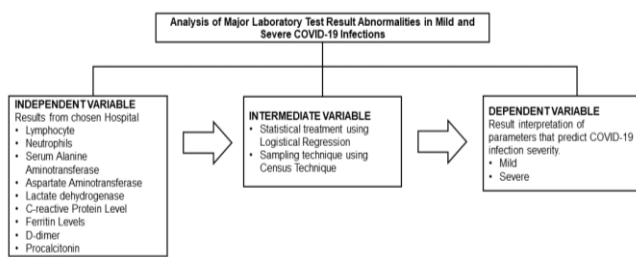 Analysis of Major Laboratory Test Result Abnormalities in Mild and
Severe COVID-19 Infections
INDEPENDENT VARIABLE
Results from chosen Hospital
• Lymphocyte
• Neutrophils
• Serum Alanine
Aminotransferase
• Aspartate Aminotransferase
• Lactate dehydrogenase
• C-reactive Protein Level
• Ferritin Levels
• D-dimer
• Procalcitonin
INTERMEDIATE VARIABLE
• Statistical treatment using
Logistical Regression
• Sampling technique using
Census Technique
DEPENDENT VARIABLE
Result interpretation of
parameters that predict COVID-19
infection severity.
• Mild
• Severe